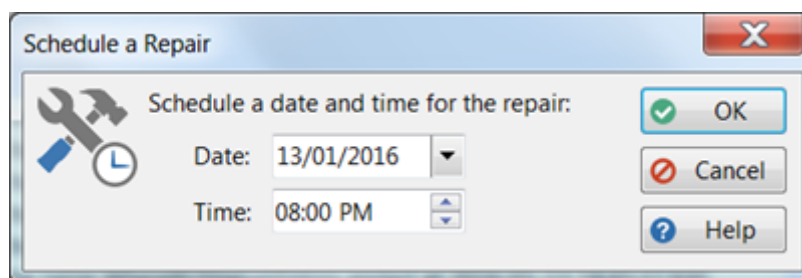 Schedule a Repair
Schedule a date and time for the repair:
Date: 13/01/2016
Time: 08:00 PM
OK
Cancel
Help